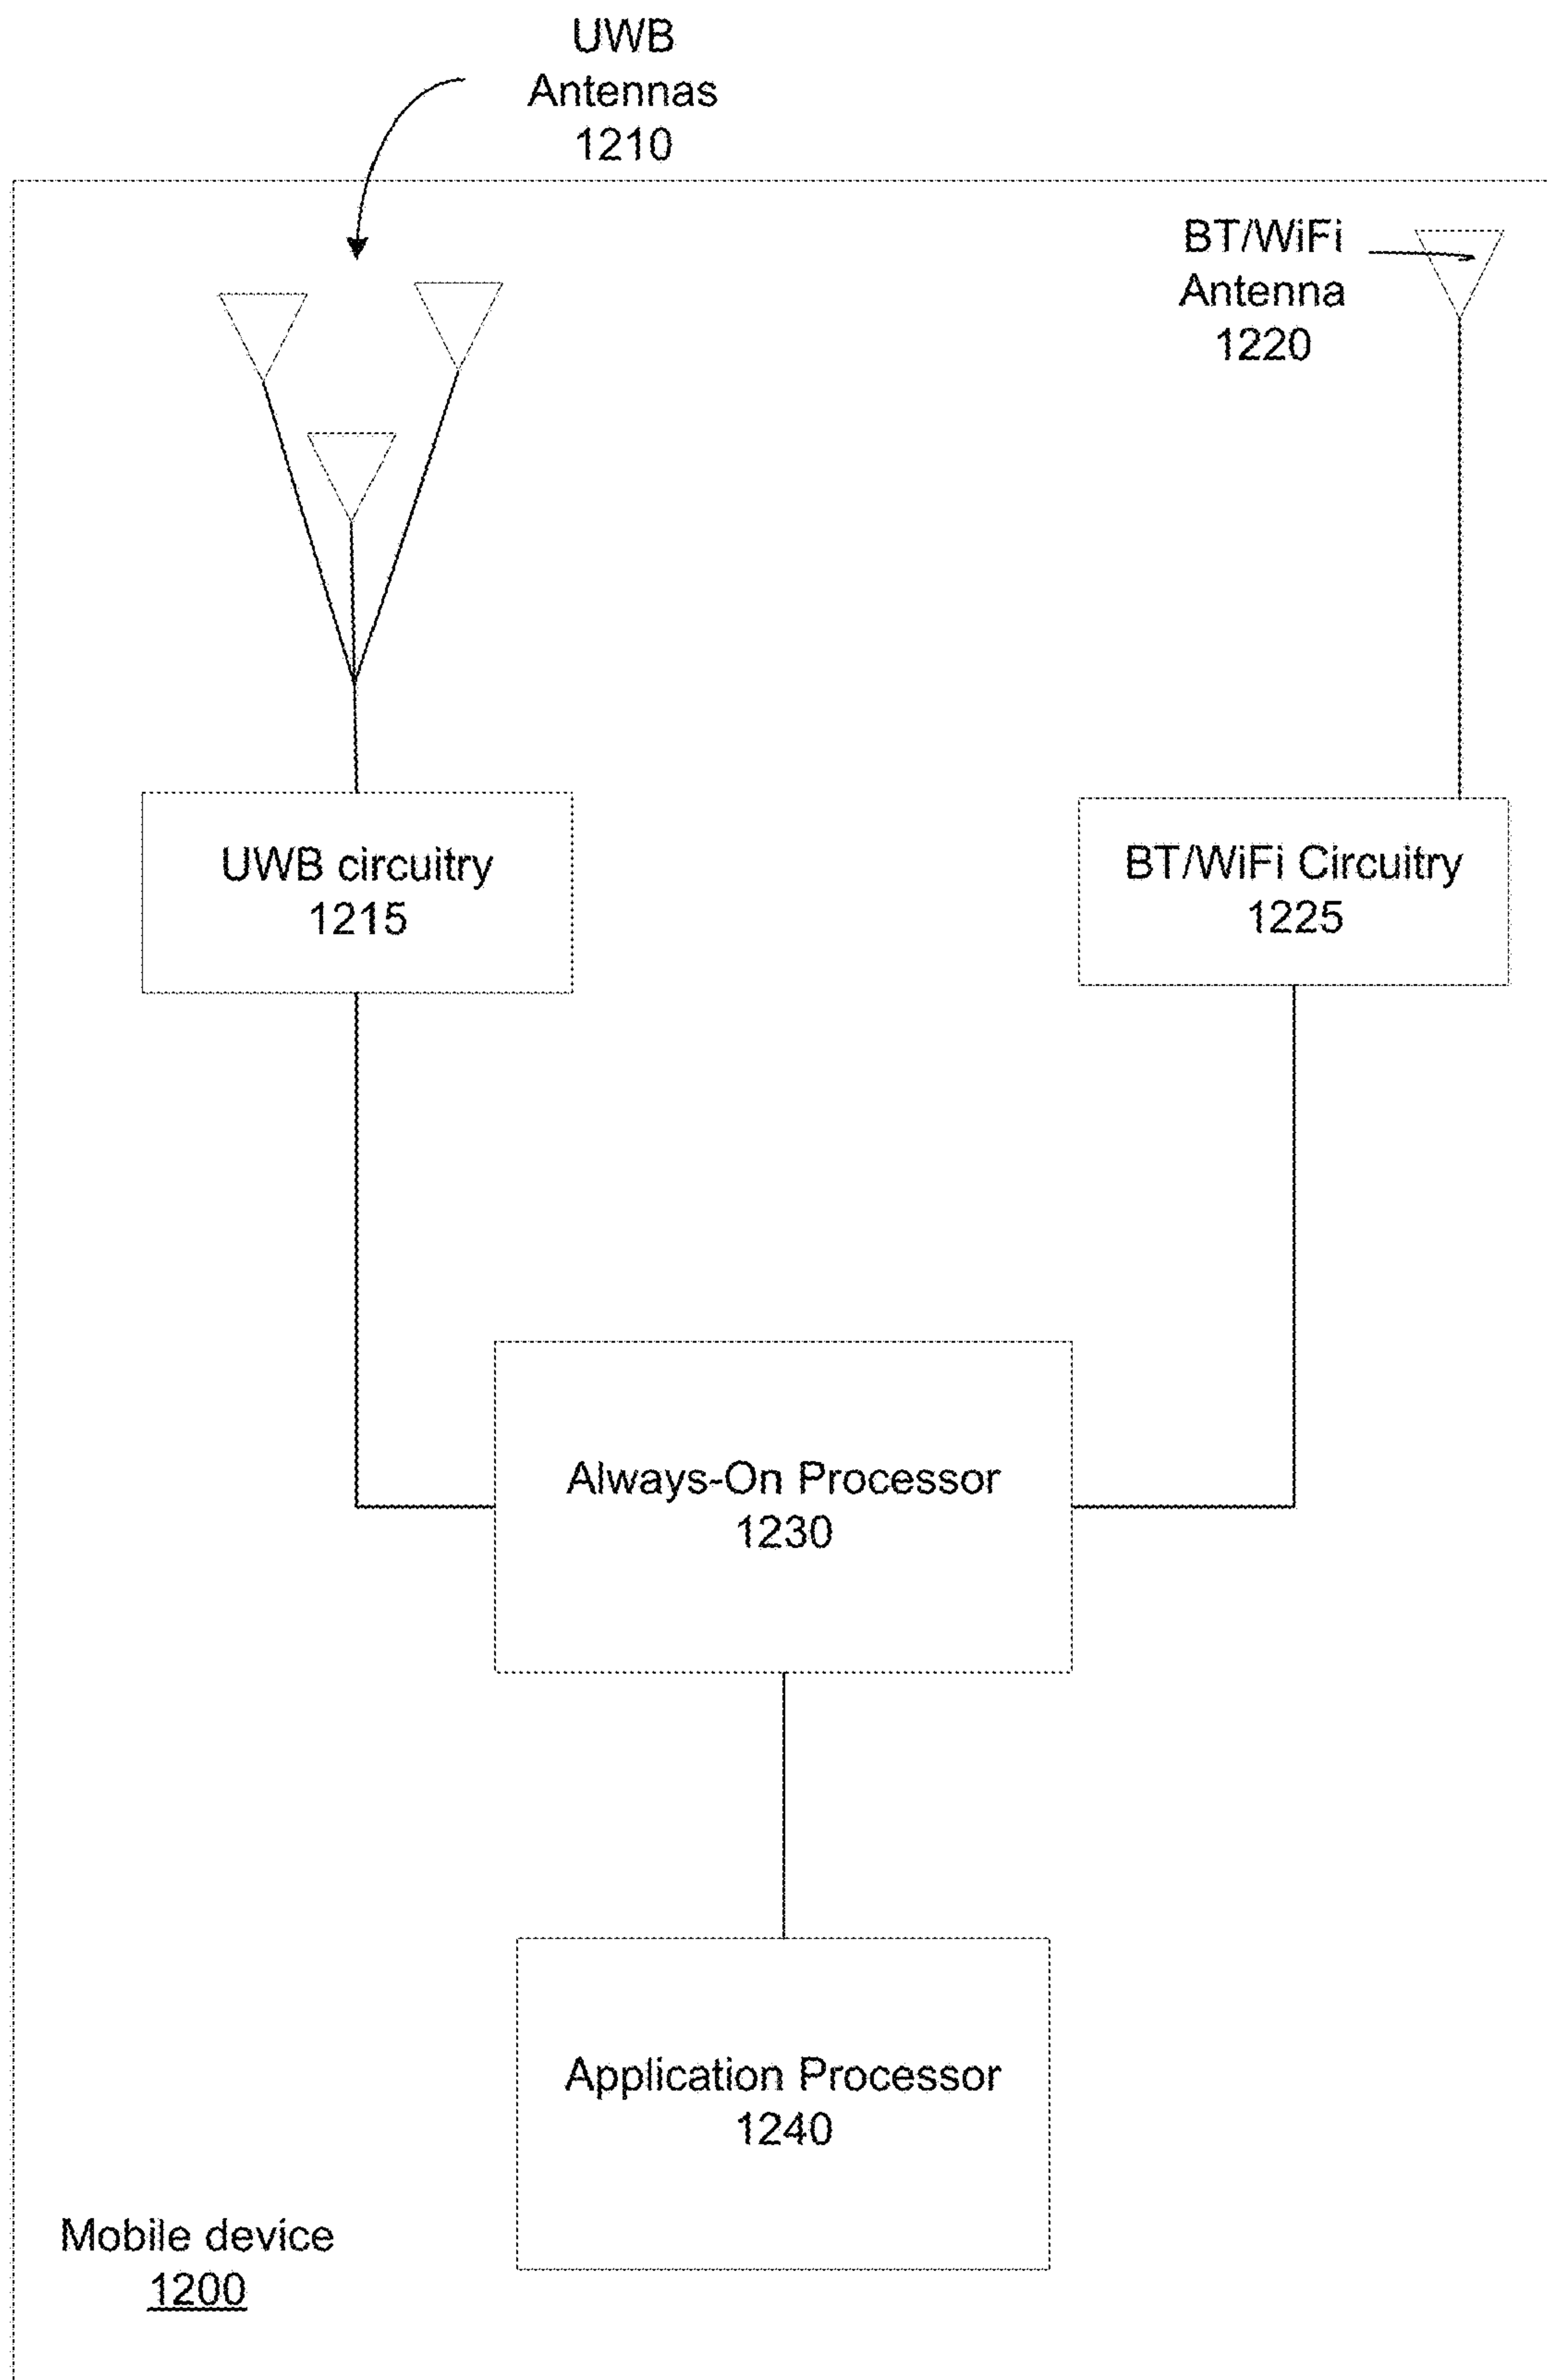 UWB
Antennas
1210
BT/WiFi
Antenna
1220
UWB circuitry
1215
BT/WiFi Circuitry
1225
Always-On Processor
1230
Application Processor
1240
Mobile device
1200